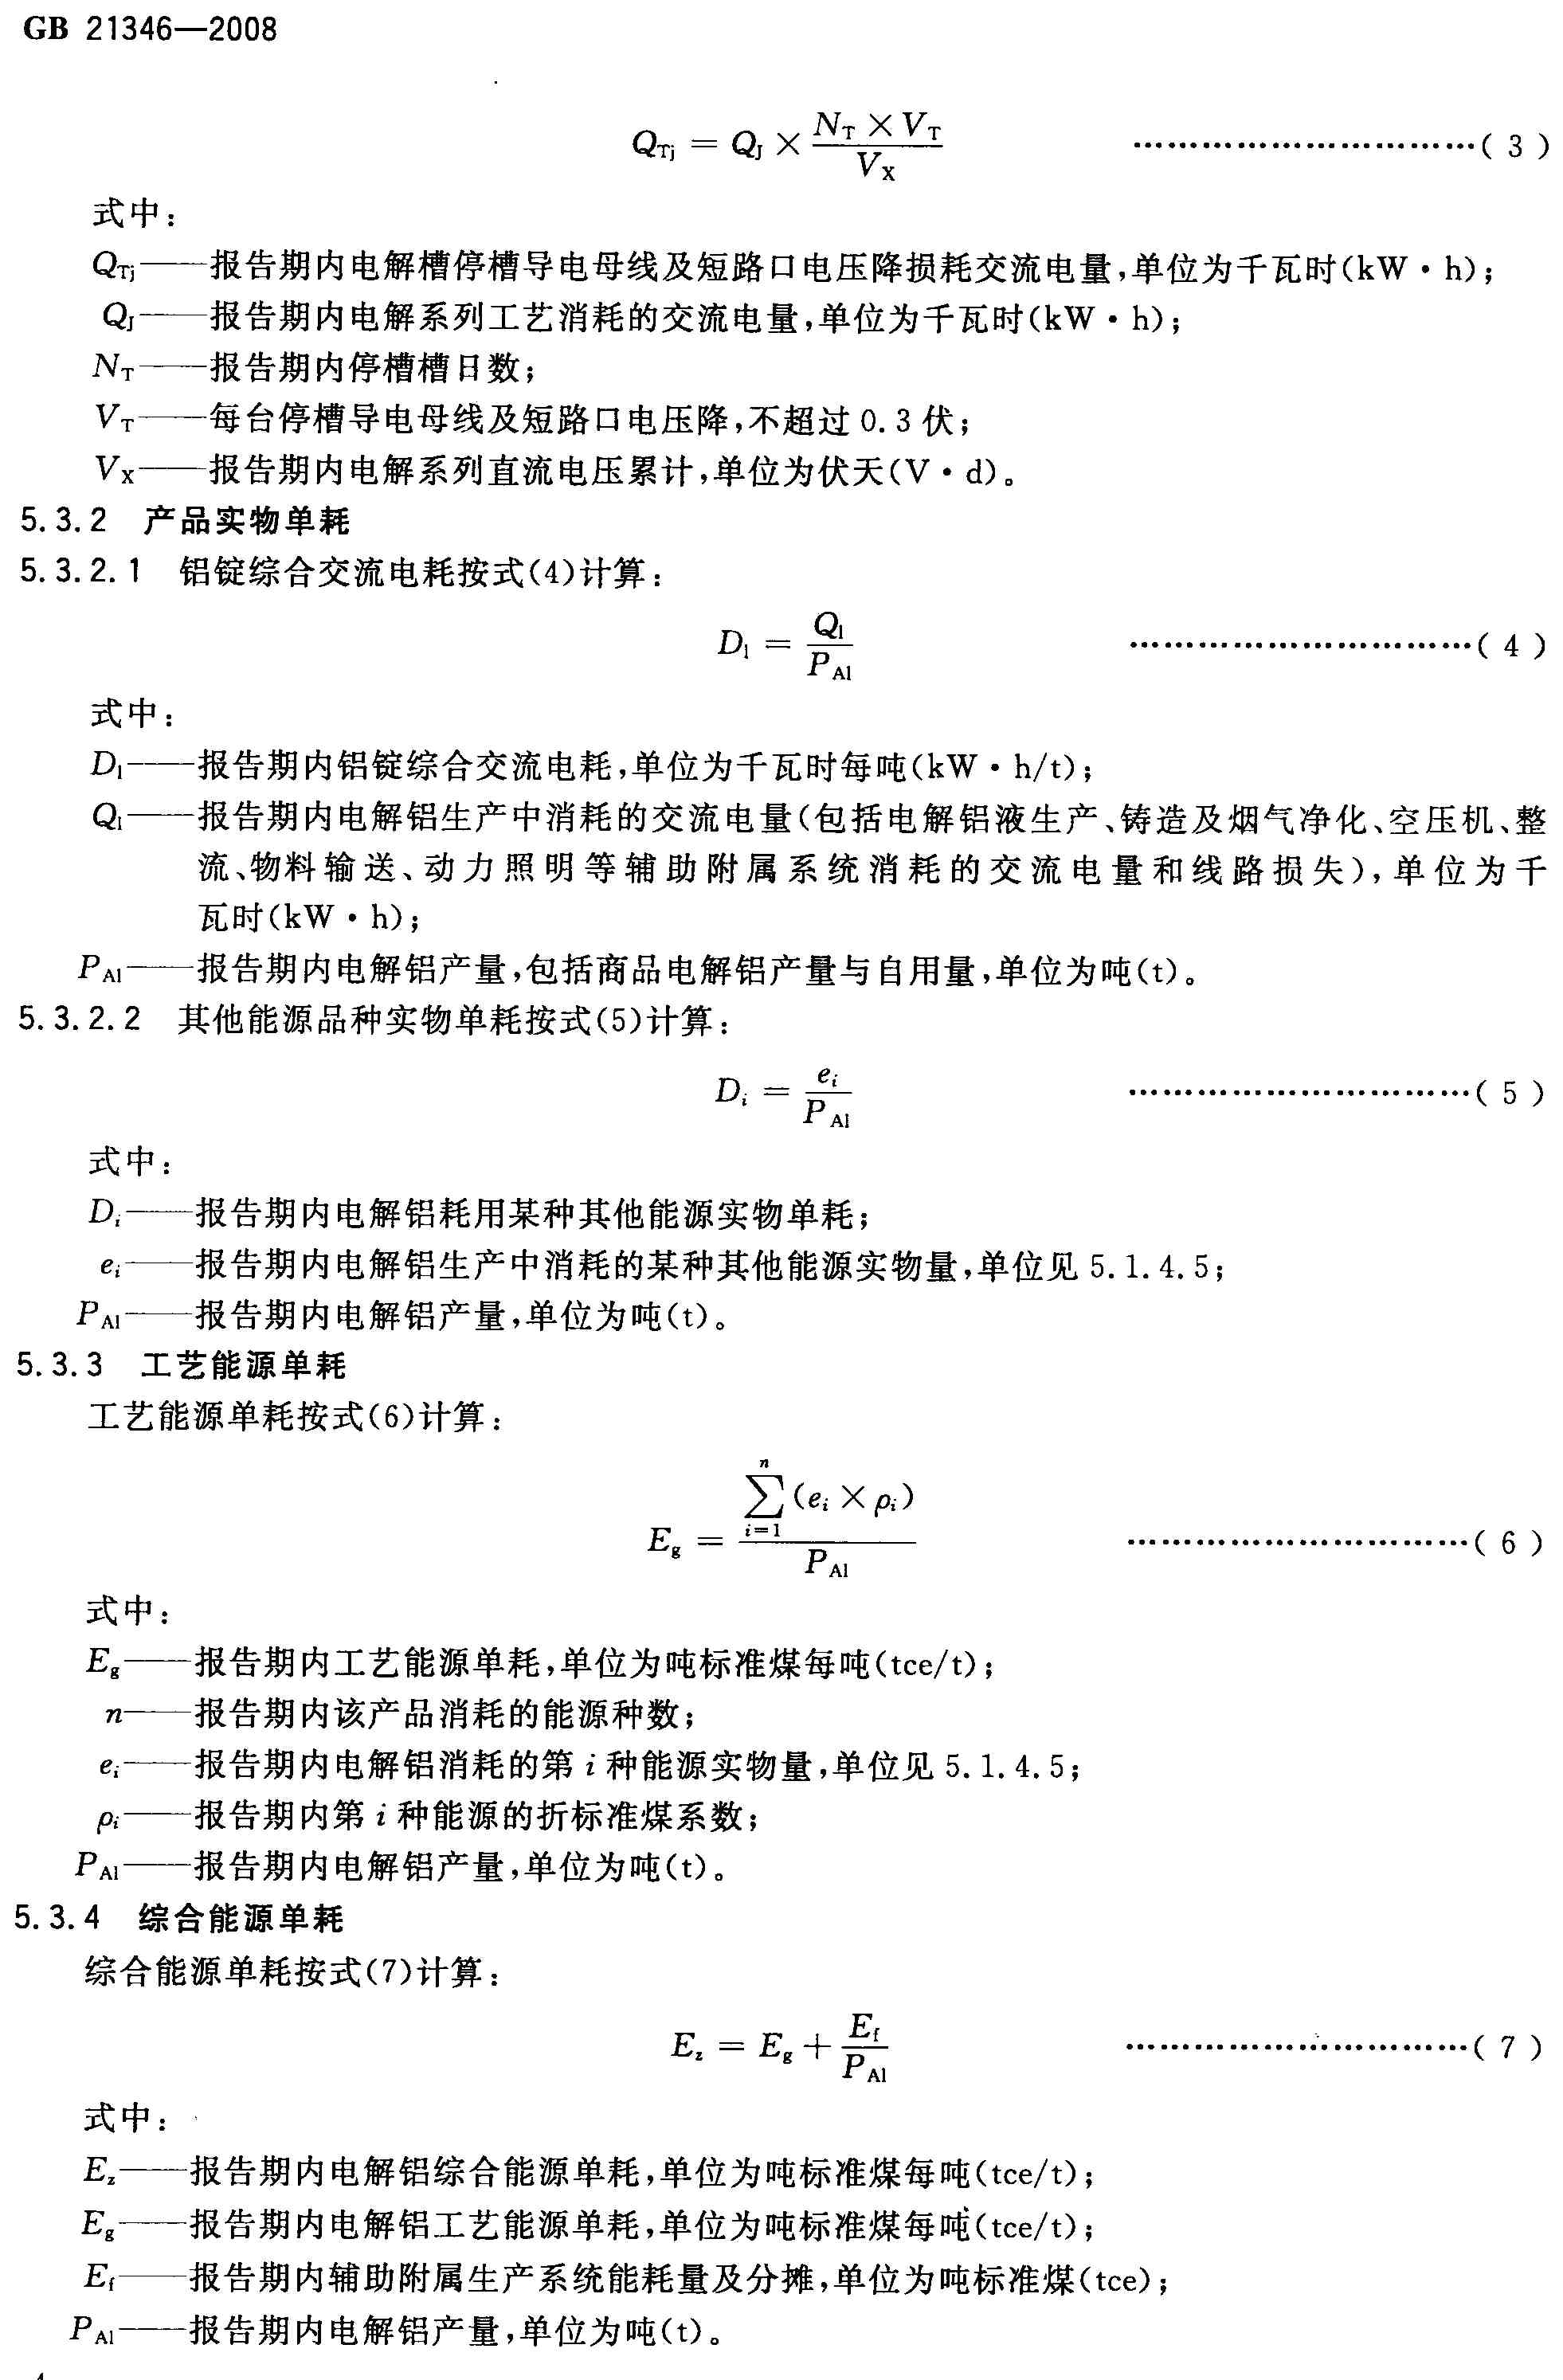 GB 21346—2008
Q_Tj = Q_J × (N_T × V_T) / V_X ……………………………( 3 )
式中：
Q_Tj——报告期内电解槽停槽导电母线及短路口电压降损耗交流电量，单位为千瓦时(kW·h)；
Q_J——报告期内电解系列工艺消耗的交流电量，单位为千瓦时(kW·h)；
N_T——报告期内停槽槽日数；
V_T——每台停槽导电母线及短路口电压降，不超过 0.3 伏；
V_X——报告期内电解系列直流电压累计，单位为伏天(V·d)。
5.3.2 产品实物单耗
5.3.2.1 铝锭综合交流电耗按式(4)计算：
D_l = Q_l / P_Al ……………………………( 4 )
式中：
D_l——报告期内铝锭综合交流电耗，单位为千瓦时每吨(kW·h/t)；
Q_l——报告期内电解铝生产中消耗的交流电量(包括电解铝液生产、铸造及烟气净化、空压机、整
流、物料输送、动力照明等辅助附属系统消耗的交流电量和线路损失)，单位为千
瓦时(kW·h)；
P_Al——报告期内电解铝产量，包括商品电解铝产量与自用量，单位为吨(t)。
5.3.2.2 其他能源品种实物单耗按式(5)计算：
D_i = e_i / P_Al ……………………………( 5 )
式中：
D_i——报告期内电解铝耗用某种其他能源实物单耗；
e_i——报告期内电解铝生产中消耗的某种其他能源实物量，单位见 5.1.4.5；
P_Al——报告期内电解铝产量，单位为吨(t)。
5.3.3 工艺能源单耗
工艺能源单耗按式(6)计算：
E_g = ∑_{i=1}^{n} (e_i × ρ_i) / P_Al ……………………………( 6 )
式中：
E_g——报告期内工艺能源单耗，单位为吨标准煤每吨(tce/t)；
n——报告期内该产品消耗的能源种数；
e_i——报告期内电解铝消耗的第 i 种能源实物量，单位见 5.1.4.5；
ρ_i——报告期内第 i 种能源的折标准煤系数；
P_Al——报告期内电解铝产量，单位为吨(t)。
5.3.4 综合能源单耗
综合能源单耗按式(7)计算：
E_z = E_g + E_f / P_Al ……………………………( 7 )
式中：
E_z——报告期内电解铝综合能源单耗，单位为吨标准煤每吨(tce/t)；
E_g——报告期内电解铝工艺能源单耗，单位为吨标准煤每吨(tce/t)；
E_f——报告期内辅助附属生产系统能耗量及分摊，单位为吨标准煤(tce)；
P_Al——报告期内电解铝产量，单位为吨(t)。